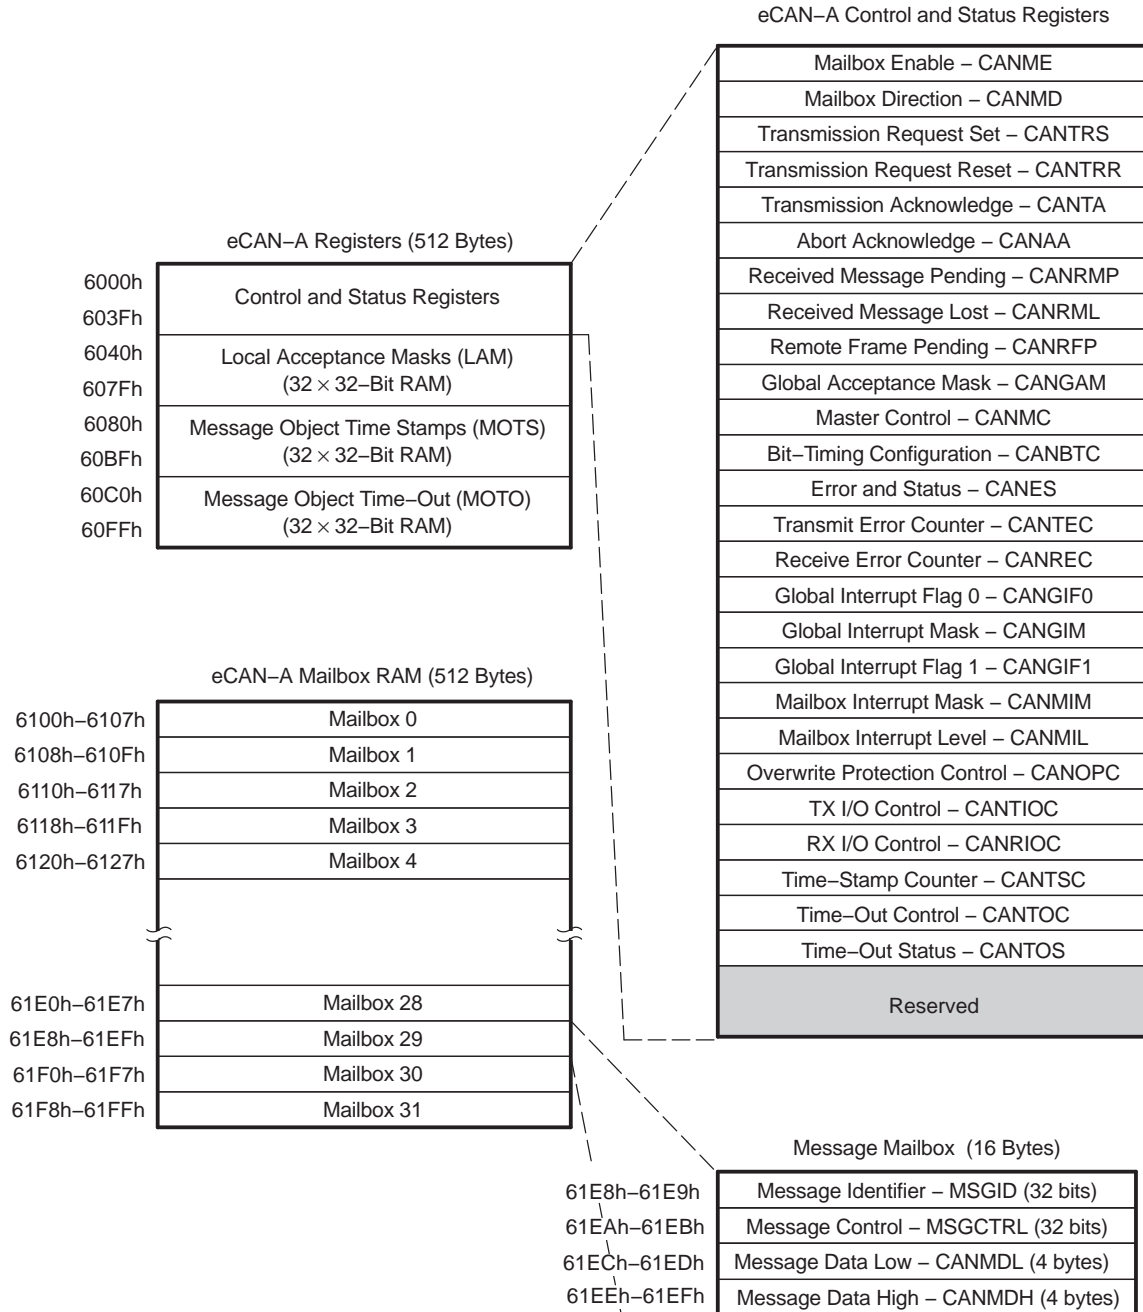 eCAN–A Control and Status Registers
Mailbox Enable – CANME
Mailbox Direction – CANMD
Transmission Request Set – CANTRS
Transmission Request Reset – CANTRR
Transmission Acknowledge – CANTA
Abort Acknowledge – CANAA
Received Message Pending – CANRMP
Received Message Lost – CANRML
Remote Frame Pending – CANRFP
Global Acceptance Mask – CANGAM
Master Control – CANMC
Bit–Timing Configuration – CANBTC
Error and Status – CANES
Transmit Error Counter – CANTEC
Receive Error Counter – CANREC
Global Interrupt Flag 0 – CANGIF0
Global Interrupt Mask – CANGIM
Global Interrupt Flag 1 – CANGIF1
Mailbox Interrupt Mask – CANMIM
Mailbox Interrupt Level – CANMIL
Overwrite Protection Control – CANOPC
TX I/O Control – CANTIOC
RX I/O Control – CANRIOC
Time–Stamp Counter – CANTSC
Time–Out Control – CANTOC
Time–Out Status – CANTOS
Reserved
eCAN–A Registers (512 Bytes)
6000h
Control and Status Registers
603Fh
6040h
Local Acceptance Masks (LAM)
(32 × 32–Bit RAM)
607Fh
6080h
Message Object Time Stamps (MOTS)
(32 × 32–Bit RAM)
60BFh
60C0h
Message Object Time–Out (MOTO)
(32 × 32–Bit RAM)
60FFh
eCAN–A Mailbox RAM (512 Bytes)
6100h–6107h Mailbox 0
6108h–610Fh Mailbox 1
6110h–6117h Mailbox 2
6118h–611Fh Mailbox 3
6120h–6127h Mailbox 4
61E0h–61E7h Mailbox 28
61E8h–61EFh Mailbox 29
61F0h–61F7h Mailbox 30
61F8h–61FFh Mailbox 31
Message Mailbox (16 Bytes)
61E8h–61E9h Message Identifier – MSGID (32 bits)
61EAh–61EBh Message Control – MSGCTRL (32 bits)
61ECh–61EDh Message Data Low – CANMDL (4 bytes)
61EEh–61EFh Message Data High – CANMDH (4 bytes)